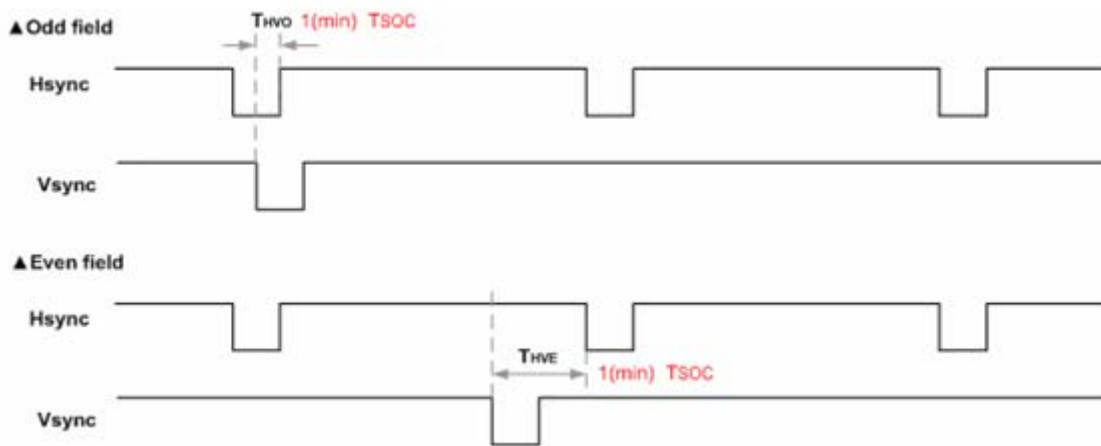 ▲Odd field
THVO 1(min) TSOC
Hsync
Vsync
▲Even field
Hsync
THVE
1(min) TSOC
Vsync